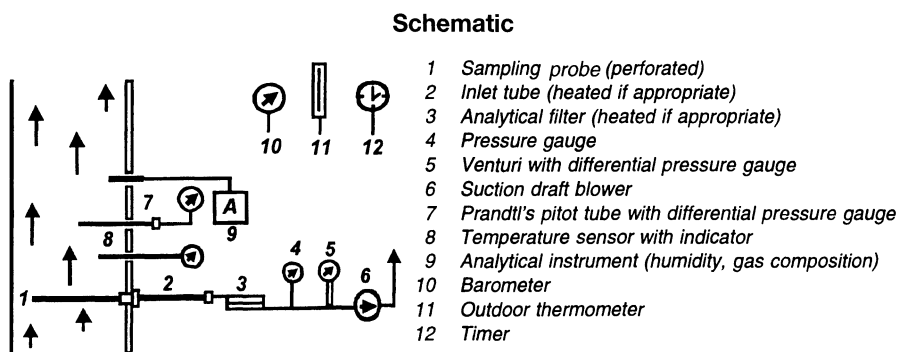 Schematic
1 Sampling probe (perforated)
2 Inlet tube (heated if appropriate)
3 Analytical filter (heated if appropriate)
4 Pressure gauge
5 Venturi with differential pressure gauge
6 Suction draft blower
7 Prandtl's pitot tube with differential pressure gauge
8 Temperature sensor with indicator
9 Analytical instrument (humidity, gas composition)
10 Barometer
11 Outdoor thermometer
12 Timer
10 11 12
7
A
8
9
4 5
6
1
2
3